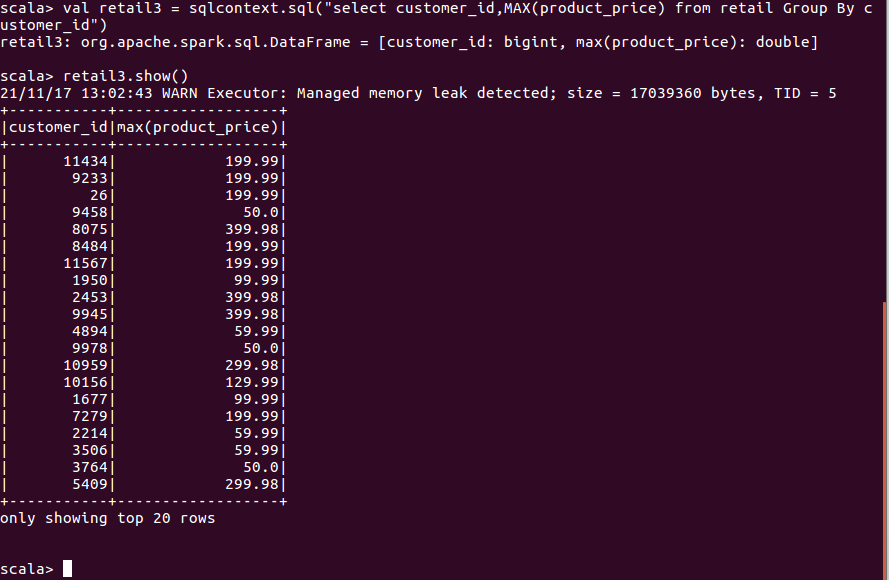 scala> val retail3 = sqlcontext.sql("select customer_id,MAX(product_price) from retail Group By c
ustomer_id")
retail3: org.apache.spark.sql.DataFrame = [customer_id: bigint, max(product_price): double]
scala> retail3.show()
21/11/17 13:02:43 WARN Executor: Managed memory leak detected; size = 17039360 bytes, TID = 5
+-----------+------------------+
|customer_id|max(product_price)|
+-----------+------------------+
|      11434|            199.99|
|       9233|            199.99|
|         26|            199.99|
|       9458|              50.0|
|       8075|            399.98|
|       8484|            199.99|
|      11567|            199.99|
|       1950|             99.99|
|       2453|            399.98|
|       9945|            399.98|
|       4894|             59.99|
|       9978|              50.0|
|      10959|            299.98|
|      10156|            129.99|
|       1677|             99.99|
|       7279|            199.99|
|       2214|             59.99|
|       3506|             59.99|
|       3764|              50.0|
|       5409|            299.98|
+-----------+------------------+
only showing top 20 rows
scala>